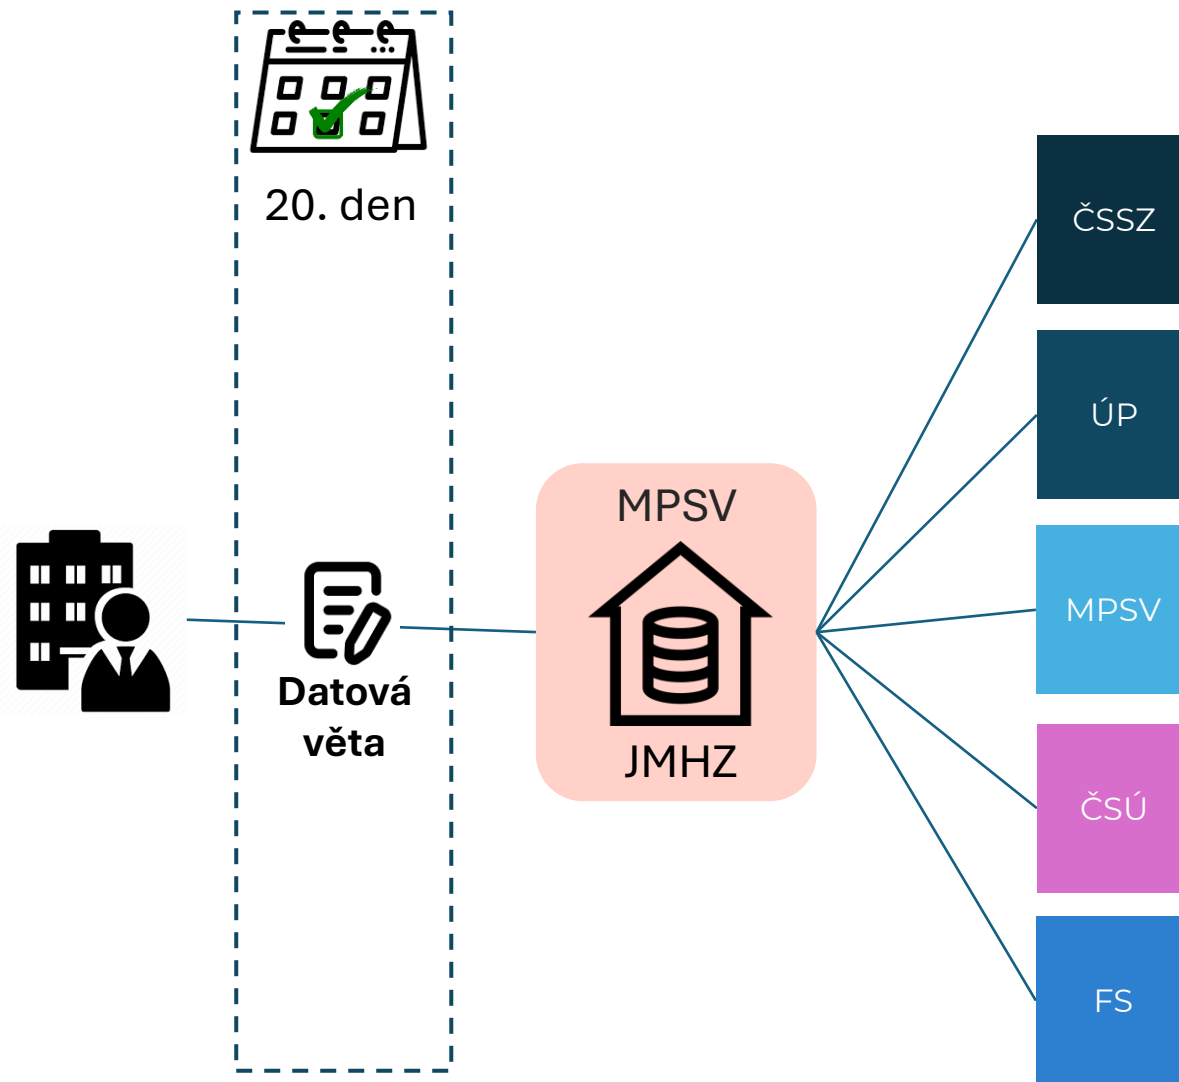 20. den
Datová
věta
MPSV
JMHZ
ČSSZ
ÚP
MPSV
ČSÚ
FS